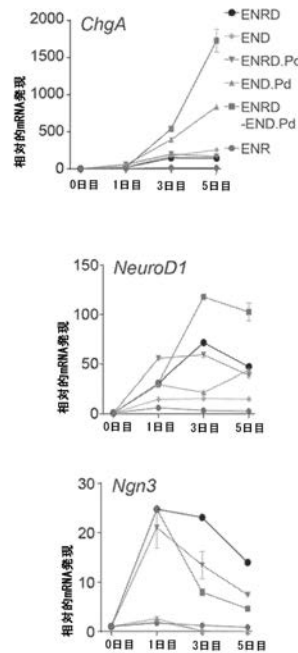 ChgA
2000
1500
1000
500
0
相対的mRNA発現
0日目 1日目 3日目 5日目
ENRD
END
ENRD.Pd
END.Pd
ENRD
-END.Pd
ENR
NeuroD1
150
100
50
0
相対的mRNA発現
0日目 1日目 3日目 5日目
Ngn3
30
20
10
0
相対的mRNA発現
0日目 1日目 3日目 5日目